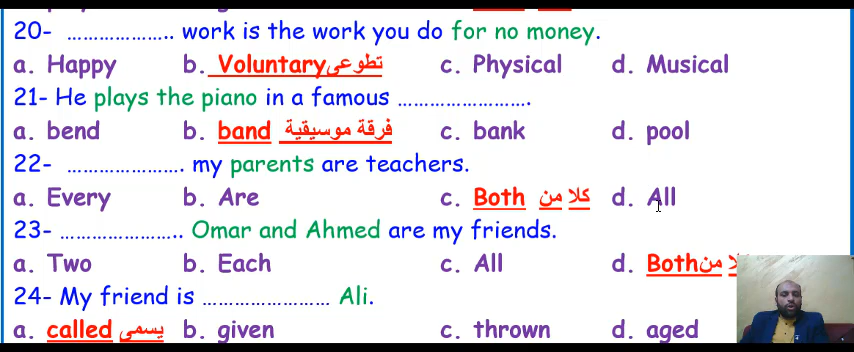 20- ………………….. work is the work you do for no money.
a. Happy b. Voluntary تطوعى c. Physical d. Musical
21- He plays the piano in a famous …………………….
a. bend b. band فرقة موسيقية c. bank d. pool
22- …………………. my parents are teachers.
a. Every b. Are c. Both كلا من d. All
23- ………………….. Omar and Ahmed are my friends.
a. Two b. Each c. All d. Both من
24- My friend is …………………… Ali.
a. called يسمى b. given c. thrown d. aged